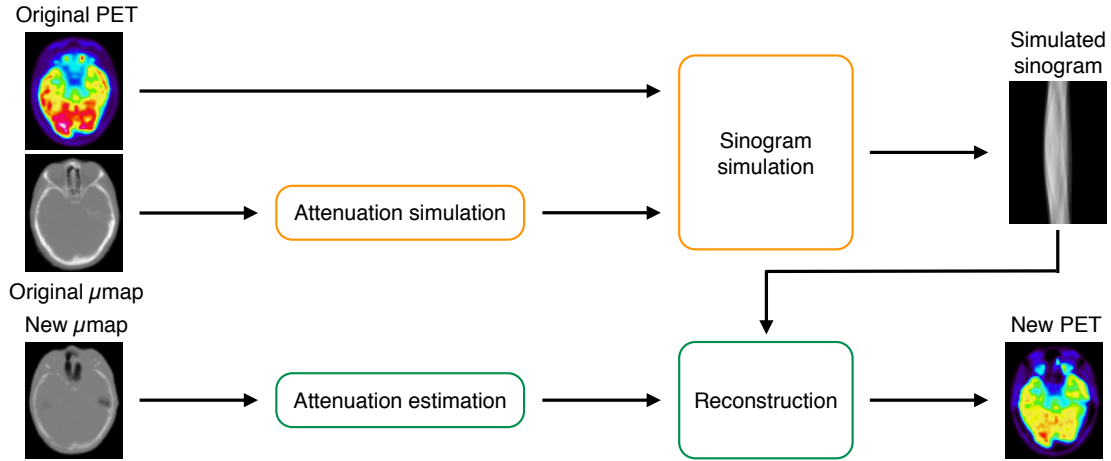 Original PET
Simulated
sinogram
Sinogram
simulation
Attenuation simulation
Original µmap
New µmap
New PET
Attenuation estimation
Reconstruction